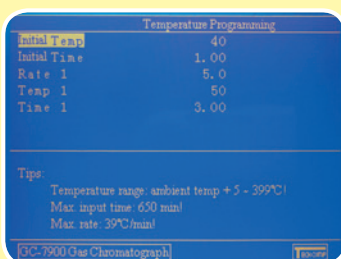 Temperature Programming
Initial Temp 40
Initial Time 1.00
Rate 1 5.0
Temp 1 50
Time 1 3.00
Tips:
Temperature range: ambient temp + 5 - 399℃!
Max. input time: 650 min!
Max. rate: 39℃/min!
GC-7900 Gas Chromatograph